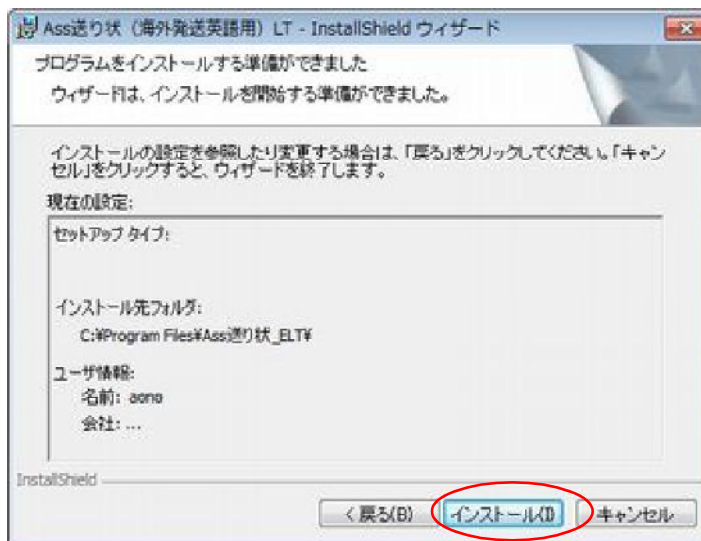 Ass送り状（海外発送英語用）LT - InstallShield ウィザード
プログラムをインストールする準備ができました
ウィザードは、インストールを開始する準備ができました。
インストールの設定を参照したり変更する場合は、「戻る」をクリックしてください。「キャン
セル」をクリックすると、ウィザードを終了します。
現在の設定:
セットアップ タイプ:
インストール先フォルダ:
C:¥Program Files¥Ass送り状_ELT¥
ユーザ情報:
名前: aono
会社: ...
InstallShield
< 戻る(B) インストール(I) キャンセル